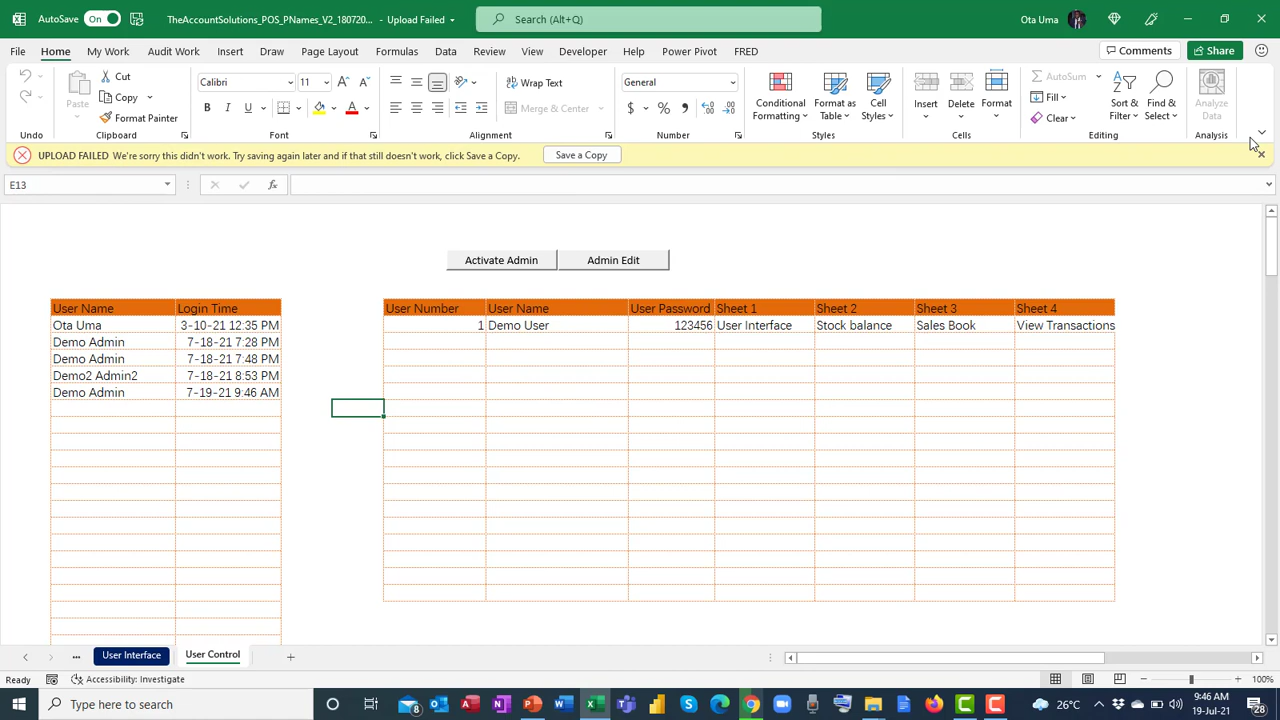 AutoSave On TheAccountSolutions_POS_PNames_V2_180720... - Upload Failed Search (Alt+Q) Ota Uma
File Home My Work Audit Work Insert Draw Page Layout Formulas Data Review View Developer Help Power Pivot FRED Comments Share
Paste Cut Copy Format Painter
Calibri 11 B I U A
Wrap Text Merge & Center
General $ %
Conditional Formatting Format as Table Cell Styles
Insert Delete Format
AutoSum Fill Clear Sort & Filter Find & Select
Analyze Data
Undo Clipboard Font Alignment Number Styles Cells Editing Analysis
UPLOAD FAILED We're sorry this didn't work. Try saving again later and if that still doesn't work, click Save a Copy. Save a Copy
E13 fx
Activate Admin Admin Edit
User Name Login Time User Number User Name User Password Sheet 1 Sheet 2 Sheet 3 Sheet 4
Ota Uma 3-10-21 12:35 PM 1 Demo User 123456 User Interface Stock balance Sales Book View Transactions
Demo Admin 7-18-21 7:28 PM
Demo Admin 7-18-21 7:48 PM
Demo2 Admin2 7-18-21 8:53 PM
Demo Admin 7-19-21 9:46 AM
... User Interface User Control
Ready Accessibility: Investigate 100%
Type here to search 8 26°C 9:46 AM
19-Jul-21 28